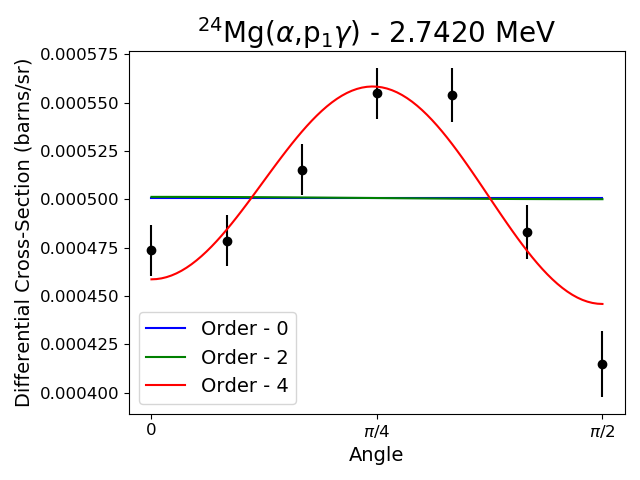 ²⁴Mg(α,p₁γ) - 2.7420 MeV
Differential Cross-Section (barns/sr)
0.000575
0.000550
0.000525
0.000500
0.000475
0.000450
0.000425
0.000400
Order - 0
Order - 2
Order - 4
0 π/4 π/2
Angle